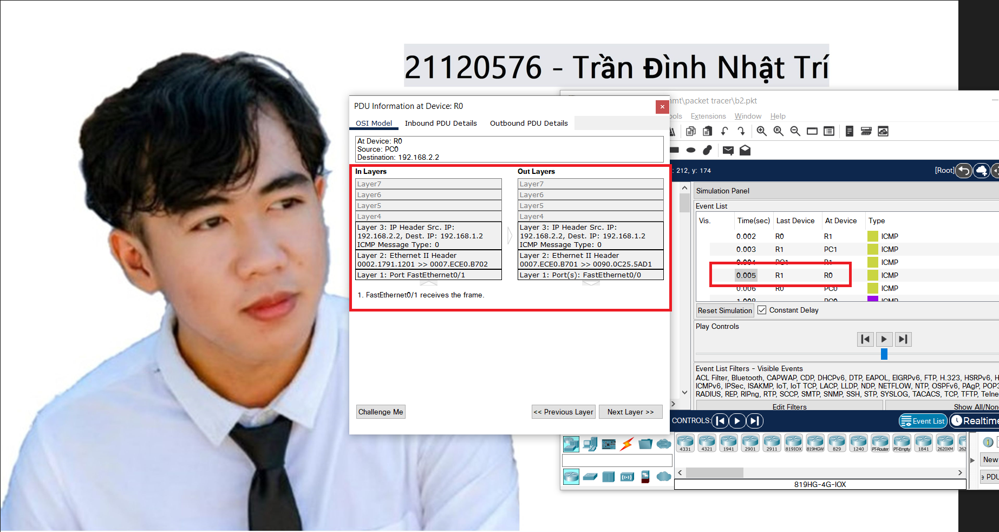 21120576 - Trần Đình Nhật Trí
PDU Information at Device: R0
OSI Model
Inbound PDU Details
Outbound PDU Details
At Device: R0
Source: PC0
Destination: 192.168.2.2
In Layers
Layer7
Layer6
Layer5
Layer4
Layer 3: IP Header Src. IP:
192.168.2.2, Dest. IP: 192.168.1.2
ICMP Message Type: 0
Layer 2: Ethernet II Header
0002.1791.1201 >> 0007.ECE0.B702
Layer 1: Port FastEthernet0/1
Out Layers
Layer7
Layer6
Layer5
Layer4
Layer 3: IP Header Src. IP:
192.168.2.2, Dest. IP: 192.168.1.2
ICMP Message Type: 0
Layer 2: Ethernet II Header
0007.ECE0.B701 >> 0090.0C25.5AD1
Layer 1: Port(s): FastEthernet0/0
1. FastEthernet0/1 receives the frame.
Challenge Me
<< Previous Layer
Next Layer >>
mt\packet tracer\b2.pkt
ools Extensions Window Help
: 212, y: 174
[Root]
Simulation Panel
Event List
Vis. Time(sec) Last Device At Device Type
0.002 R0 R1 ICMP
0.003 R1 PC1 ICMP
0.004 PC1 R1 ICMP
0.005 R1 R0 ICMP
0.006 R0 PC0 ICMP
1.008 PC0 ICMP
Reset Simulation
Constant Delay
Play Controls
Event List Filters - Visible Events
ACL Filter, Bluetooth, CAPWAP, CDP, DHCPv6, DTP, EAPOL, EIGRPv6, FTP, H.323, HSRPv6, H
ICMPv6, IPSec, ISAKMP, IoT, IoT TCP, LACP, LLDP, NDP, NETFLOW, NTP, OSPFv6, PAgP, POP3
RADIUS, REP, RIPng, RTP, SCCP, SMTP, SNMP, SSH, STP, SYSLOG, TACACS, TCP, TFTP, Telne
Edit Filters
Show All/Non
CONTROLS:
Event List
Realtime
4331 4321 1941 2901 2911 819IOX 819HGW 829 1240 PT-Router PT-Empty 1841 2620XM 262
1
New
e PDU
819HG-4G-IOX